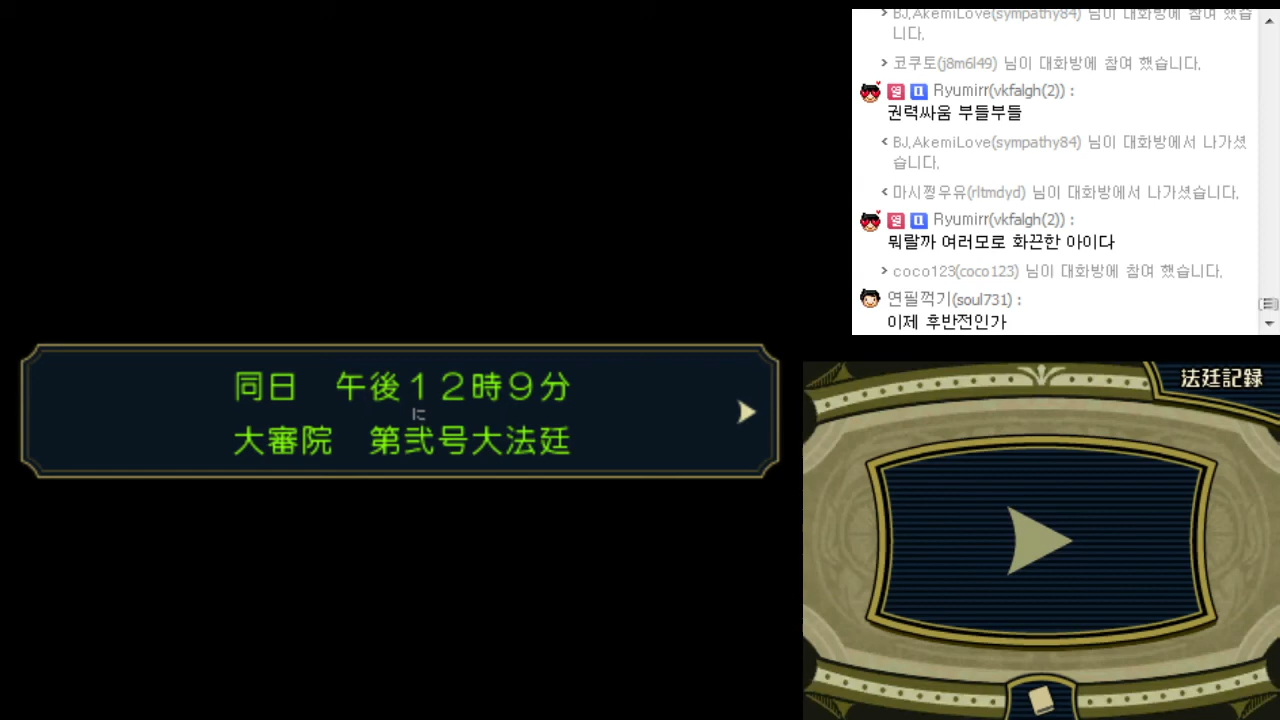 > BJ,AkemiLove(sympathy84) 님이 대화방에 참여 했습
니다,
> 코쿠토(j8m6l49) 님이 대화방에 참여 했습니다,
열 Ryumirr(vkfalgh(2)) :
권력싸움 부들부들
< BJ,AkemiLove(sympathy84) 님이 대화방에서 나가셨
습니다,
< 마시쩡우유(rltmdyd) 님이 대화방에서 나가셨습니다,
열 Ryumirr(vkfalgh(2)) :
뭐랄까 여러모로 화끈한 아이다
> coco123(coco123) 님이 대화방에 참여 했습니다,
연필꺽기(soul731) :
이제 후반전인가
同日　午後１２時９分
に
大審院　第弐号大法廷
法廷記録